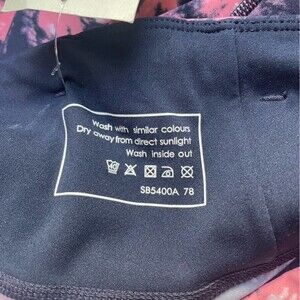 Wash with similar colours
Dry away from direct sunlight
Wash inside out
SB5400A 78